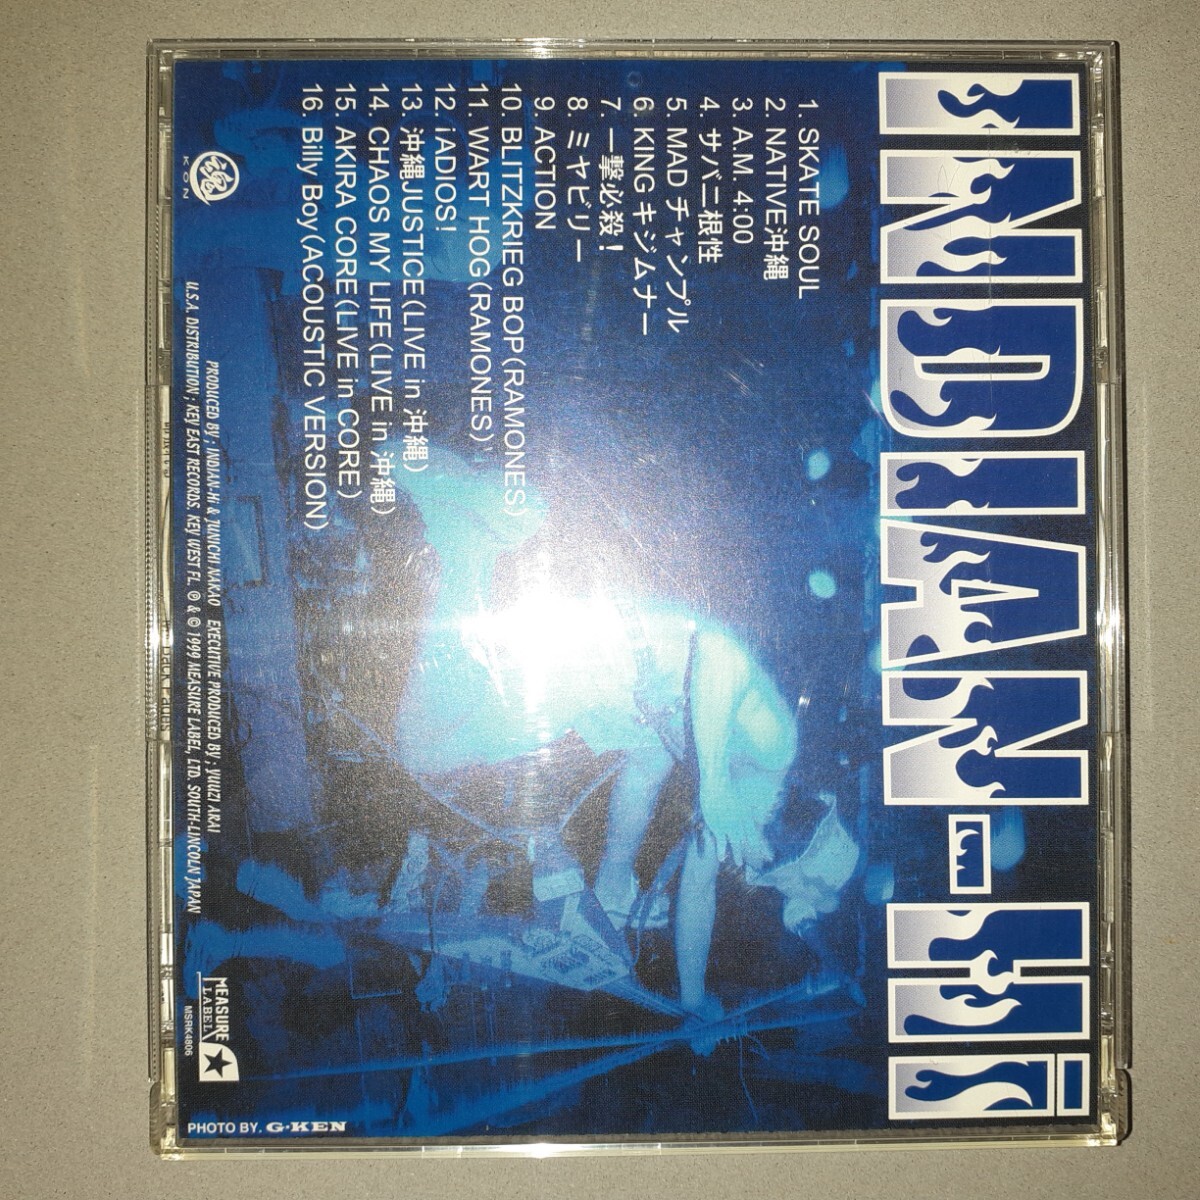 INDIAN-Hi
1. SKATE SOUL
2. NATIVE沖縄
3. A.M. 4:00
4. サバニ根性
5. MAD チャンプル
6. KING キジムナー
7. 一撃必殺！
8. ミヤビリー
9. ACTION
10. BLITZKRIEG BOP(RAMONES)
11. WART HOG(RAMONES)
12. ¡ADIOS!
13. 沖縄JUSTICE(LIVE in 沖縄)
14. CHAOS MY LIFE(LIVE in 沖縄)
15. AKIRA CORE(LIVE in CORE)
16. Billy Boy(ACOUSTIC VERSION)
魂
KON
PRODUCED BY ; INDIAN-Hi & JUNICHI NAKAO EXECUTIVE PRODUCED BY ; YUUZI ARAI
U.S.A. DISTRIBUTION ; KEY EAST RECORDS, KEY WEST FL. ℗ & © 1999 MEASURE LABEL, LTD. SOUTH-LINCOLN JAPAN
MEASURE
LABEL
MSRK4806
PHOTO BY. G·KEN